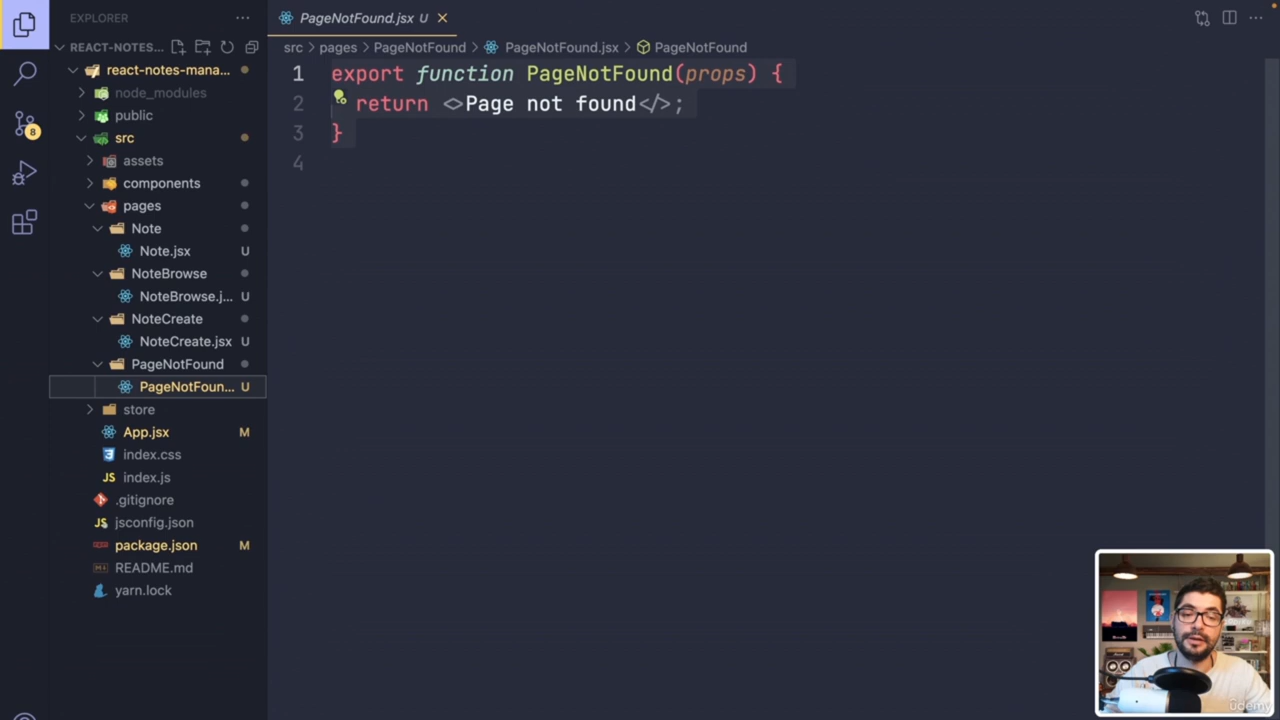 EXPLORER
REACT-NOTES...
react-notes-mana...
node_modules
public
src
assets
components
pages
Note
Note.jsx U
NoteBrowse
NoteBrowse.j... U
NoteCreate
NoteCreate.jsx U
PageNotFound
PageNotFoun... U
store
App.jsx M
index.css
JS index.js
.gitignore
JS jsconfig.json
package.json M
README.md
yarn.lock
8
PageNotFound.jsx U
src > pages > PageNotFound > PageNotFound.jsx > PageNotFound
1 export function PageNotFound(props) {
2 return <>Page not found</>;
3 }
4
ûdemy